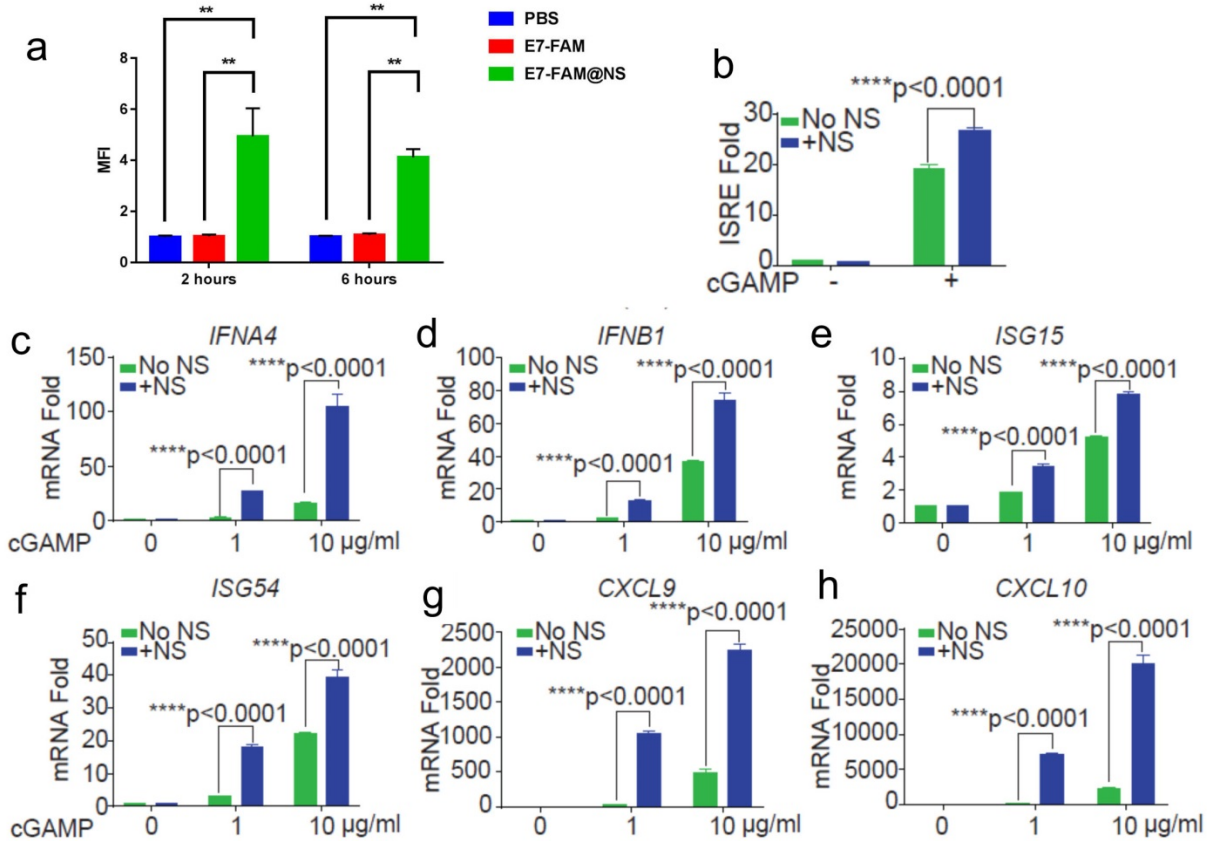 a
PBS
E7-FAM
E7-FAM@NS
**
**
**
**
8
6
4
2
0
MFI
2 hours
6 hours
b
****p<0.0001
No NS
+NS
30
20
10
0
ISRE Fold
cGAMP
-
+
c
IFNA4
No NS
+NS
****p<0.0001
****p<0.0001
150
100
50
0
mRNA Fold
cGAMP
0
1
10 µg/ml
d
IFNB1
No NS
+NS
****p<0.0001
****p<0.0001
100
80
60
40
20
0
mRNA Fold
0
1
10 µg/ml
e
ISG15
No NS
+NS
****p<0.0001
****p<0.0001
10
8
6
4
2
0
mRNA Fold
0
1
10 µg/ml
f
ISG54
No NS
+NS
****p<0.0001
****p<0.0001
50
40
30
20
10
0
mRNA Fold
cGAMP
0
1
10 µg/ml
g
CXCL9
No NS
+NS
****p<0.0001
****p<0.0001
2500
2000
1500
1000
500
0
mRNA Fold
0
1
10 µg/ml
h
CXCL10
No NS
+NS
****p<0.0001
****p<0.0001
25000
20000
15000
10000
5000
0
mRNA Fold
0
1
10 µg/ml